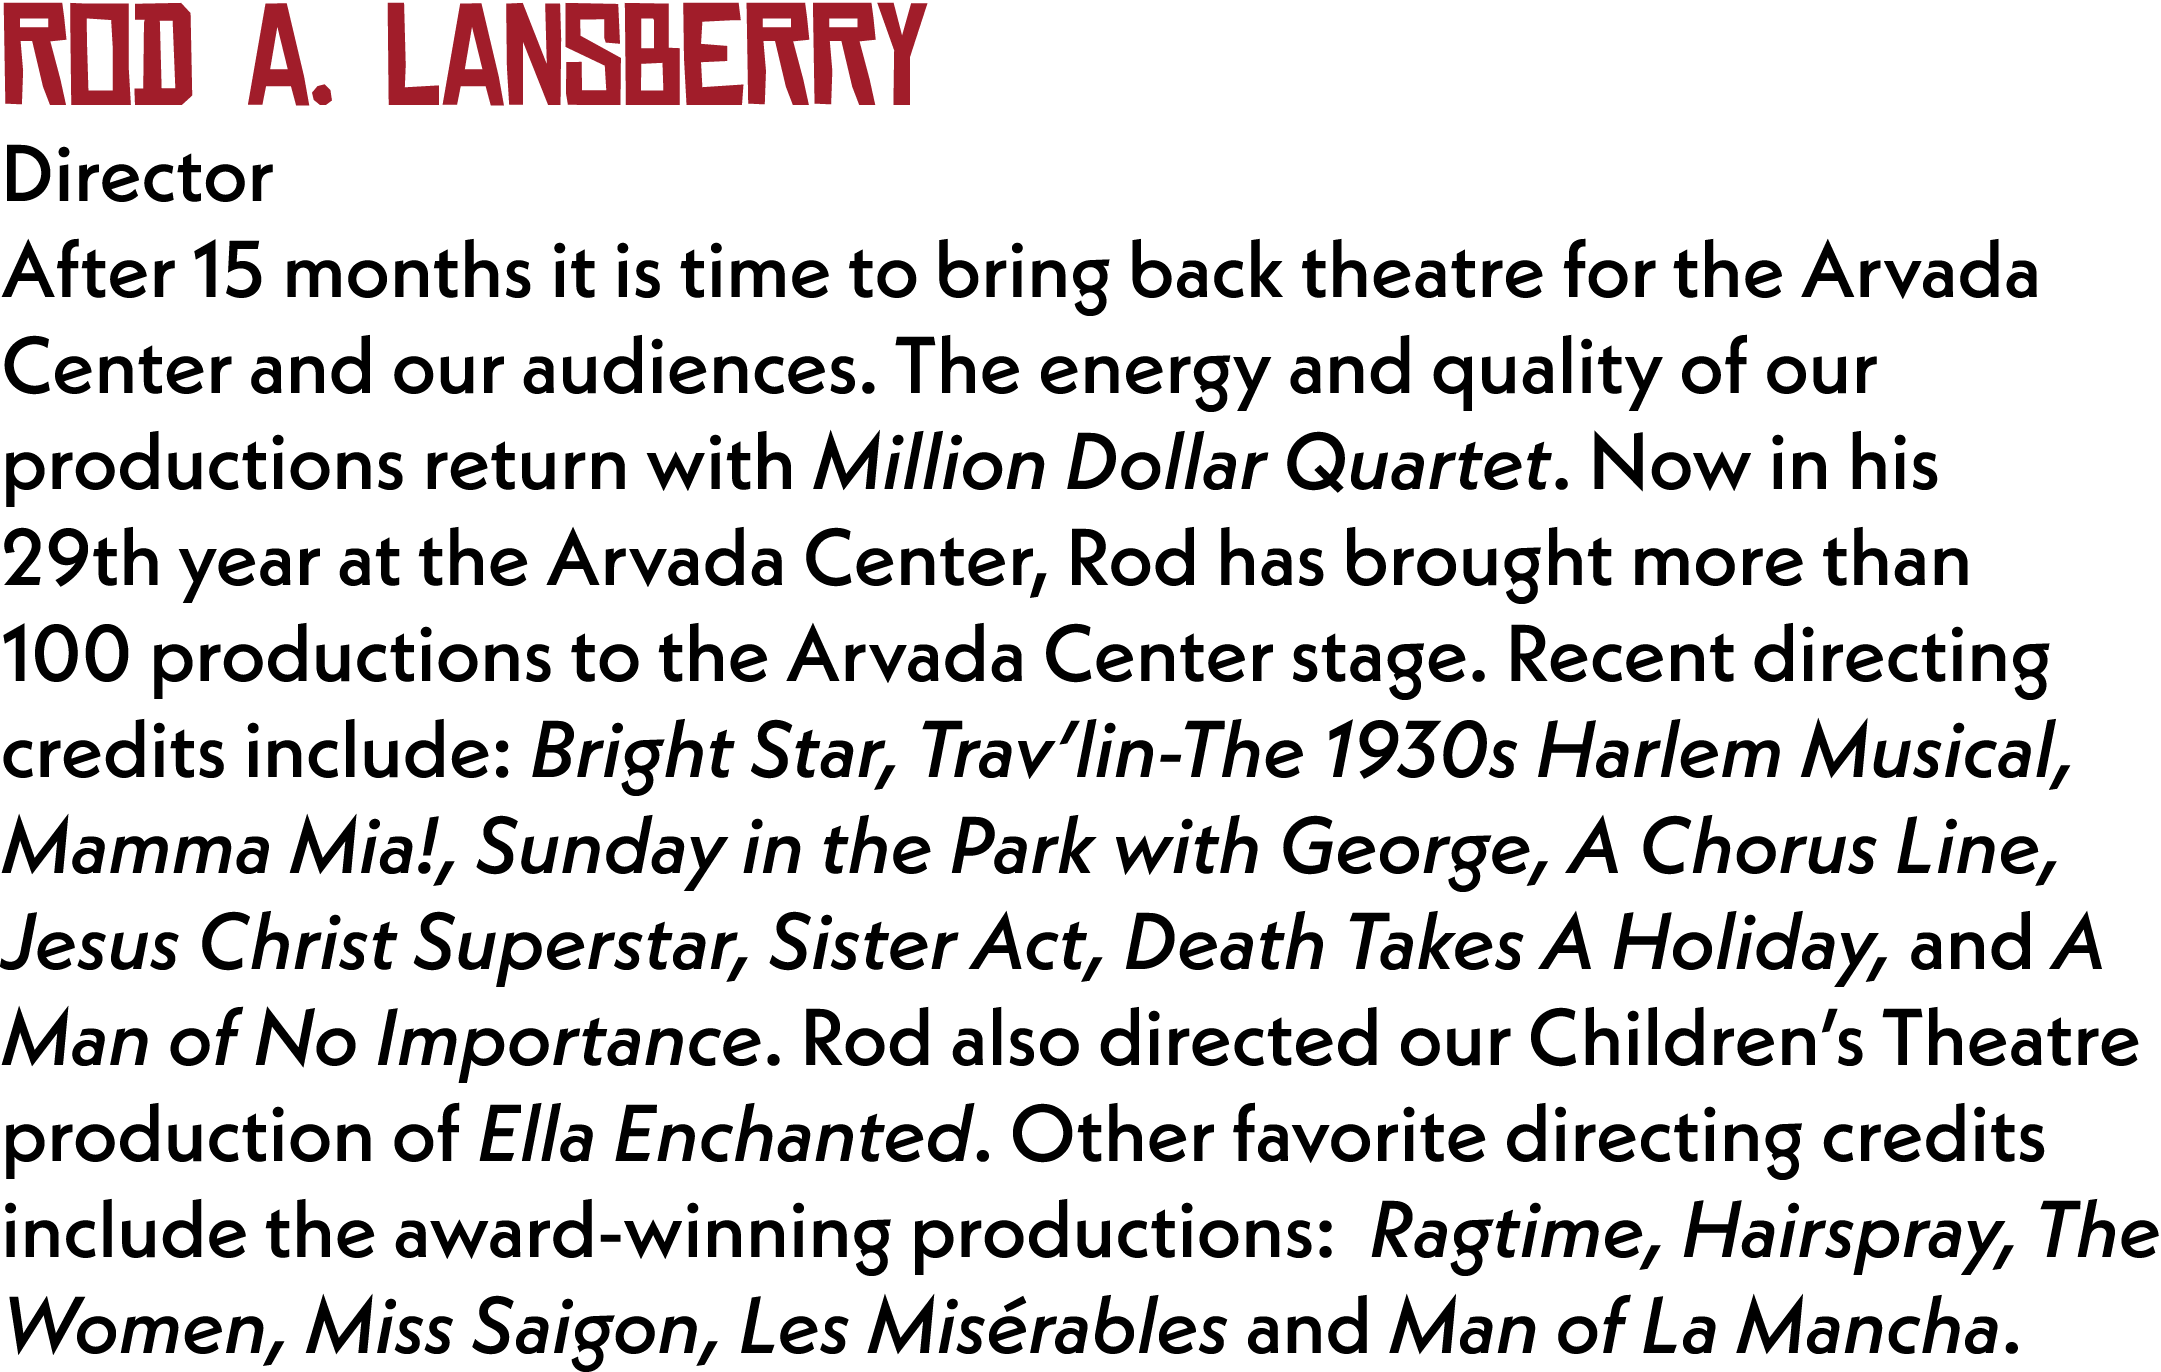 ROD A. LANSBERRY
Director
After 15 months it is time to bring back theatre for the Arvada
Center and our audiences. The energy and quality of our
productions return with Million Dollar Quartet. Now in his
29th year at the Arvada Center, Rod has brought more than
100 productions to the Arvada Center stage. Recent directing
credits include: Bright Star, Trav’lin-The 1930s Harlem Musical,
Mamma Mia!, Sunday in the Park with George, A Chorus Line,
Jesus Christ Superstar, Sister Act, Death Takes A Holiday, and A
Man of No Importance. Rod also directed our Children’s Theatre
production of Ella Enchanted. Other favorite directing credits
include the award-winning productions:  Ragtime, Hairspray, The
Women, Miss Saigon, Les Misérables and Man of La Mancha.